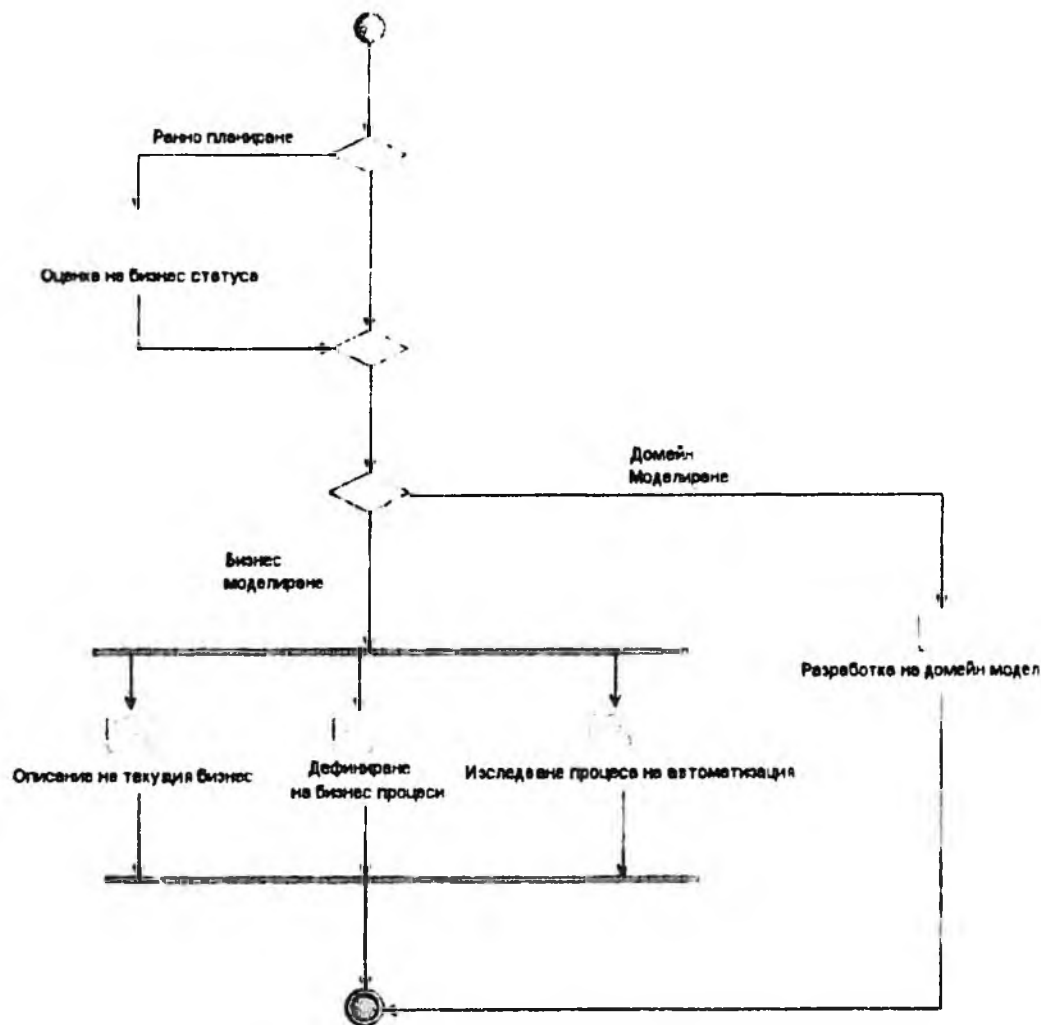 Ранно планиране
Оценка на бизнес статуса
Домейн
Моделиране
Бизнес
моделиране
Разработка на домейн модел
Описание на текущия бизнес
Дефиниране
на бизнес процеси
Изследване процеса на автоматизация